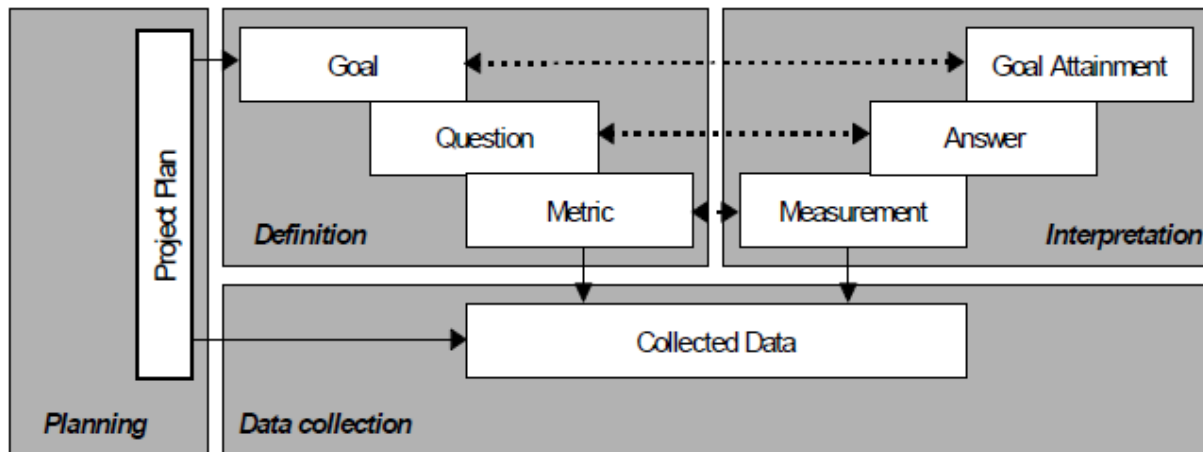 Goal
Goal Attainment
Question
Answer
Metric
Measurement
Definition
Interpretation
Project Plan
Collected Data
Planning
Data collection